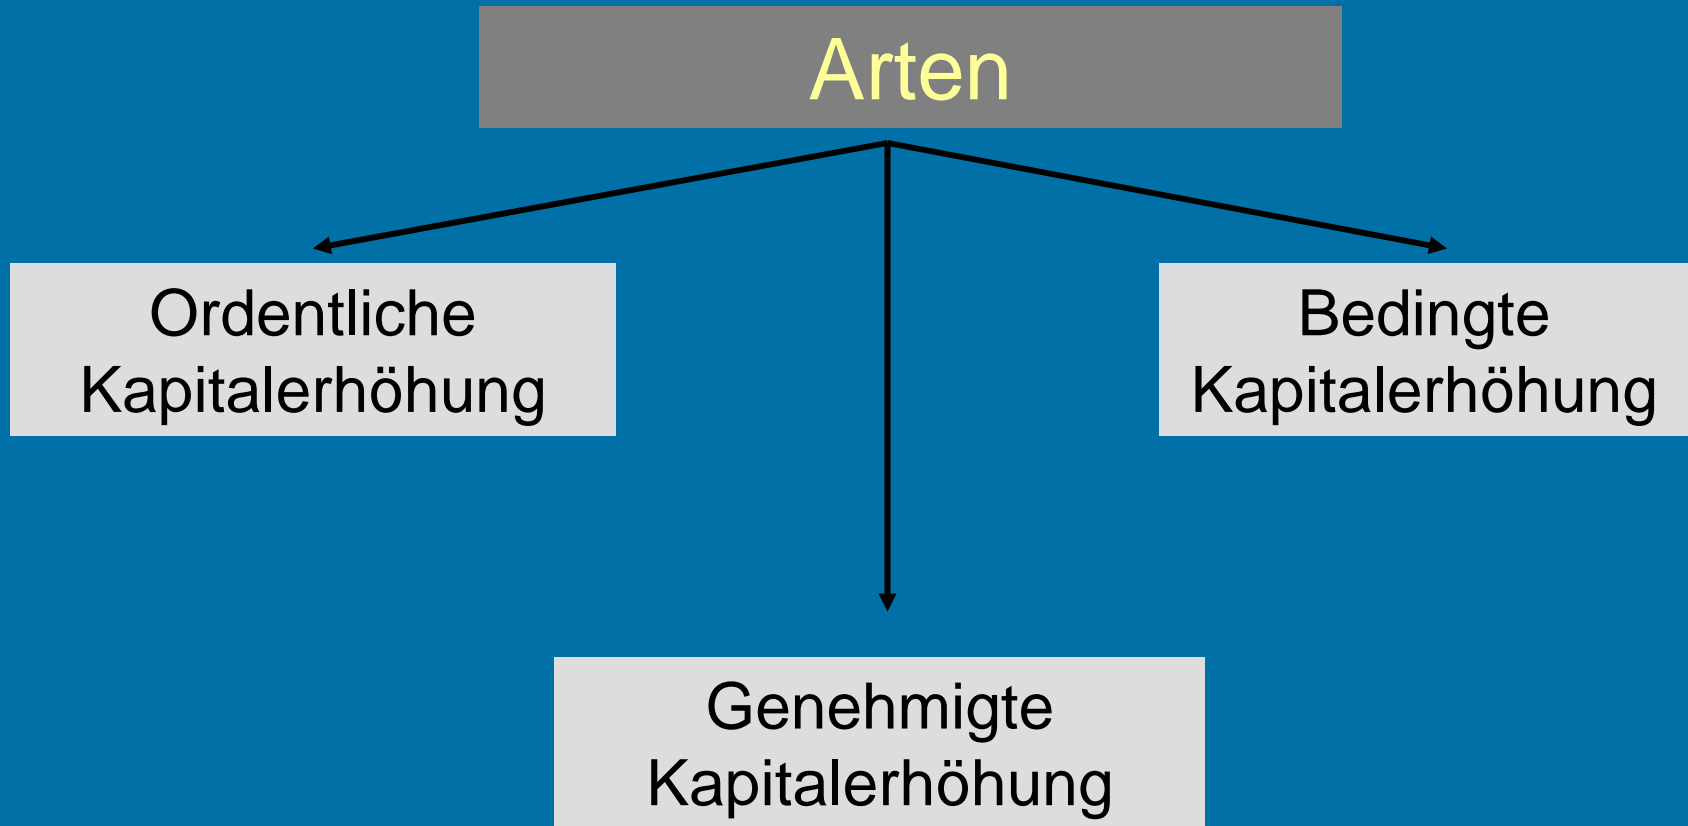 Arten
Ordentliche
Kapitalerhöhung
Bedingte
Kapitalerhöhung
Genehmigte
Kapitalerhöhung